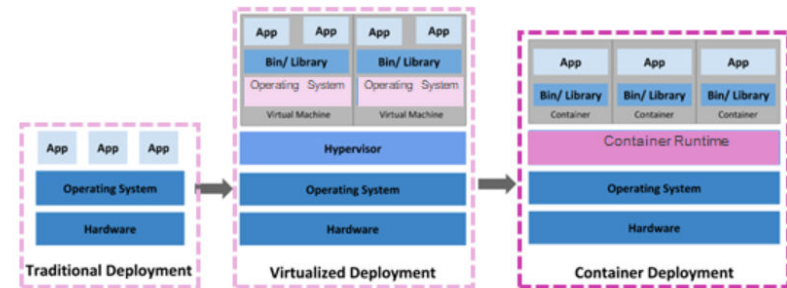 App App App
Operating System
Hardware
Traditional Deployment
App App App App
Bin/ Library Bin/ Library
Operating System Operating System
Virtual Machine Virtual Machine
Hypervisor
Operating System
Hardware
Virtualized Deployment
App App App
Bin/ Library Bin/ Library Bin/ Library
Container Container Container
Container Runtime
Operating System
Hardware
Container Deployment